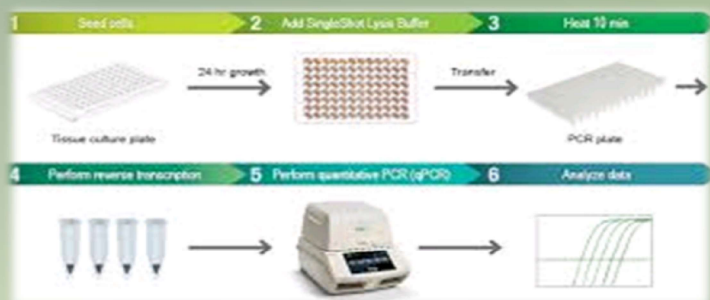 1 Seed cells
2 Add SingleShot Lysis Buffer
3 Heat 10 min
24 hr growth
Transfer
Tissue culture plate
PCR plate
4 Perform reverse transcription
5 Perform quantitative PCR (qPCR)
6 Analyze data